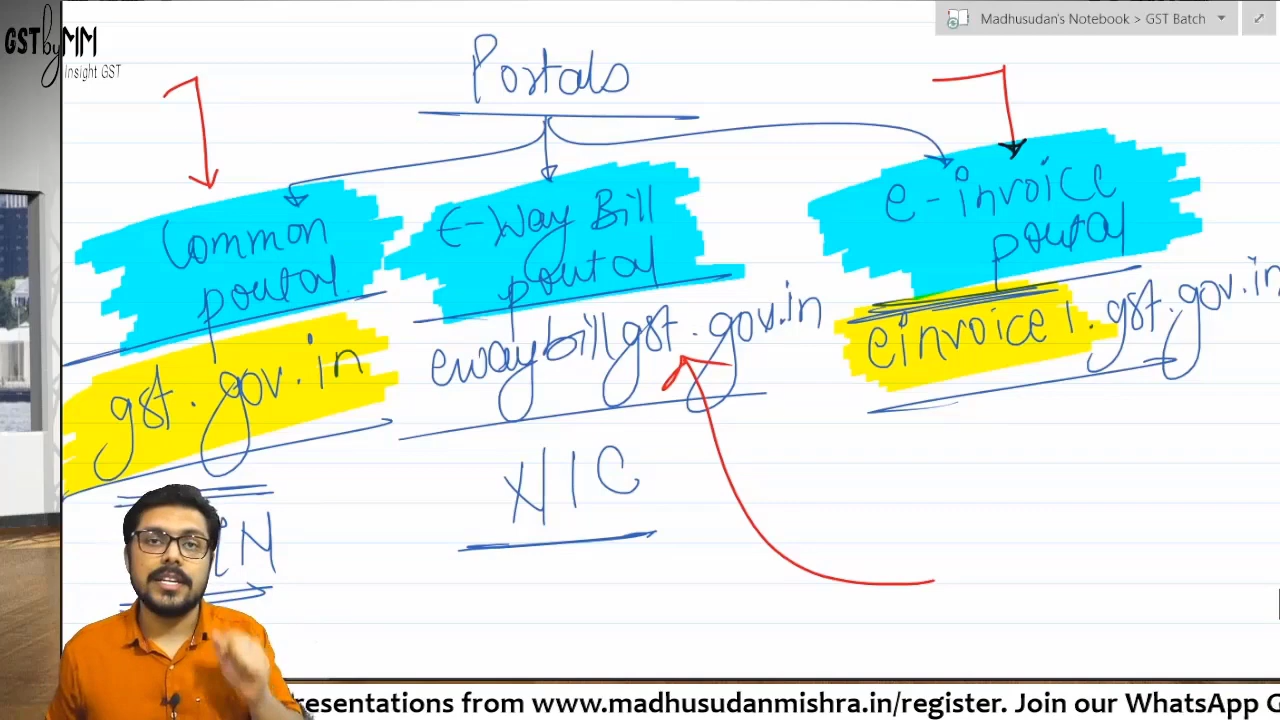 GST by MM
Insight GST
Madhusudan's Notebook > GST Batch
Portals
Common
portal
E-Way Bill
portal
e-invoice
portal
gst.gov.in
ewaybillgst.gov.in
einvoice1.gst.gov.in
NIC
resentations from www.madhusudanmishra.in/register. Join our WhatsApp G